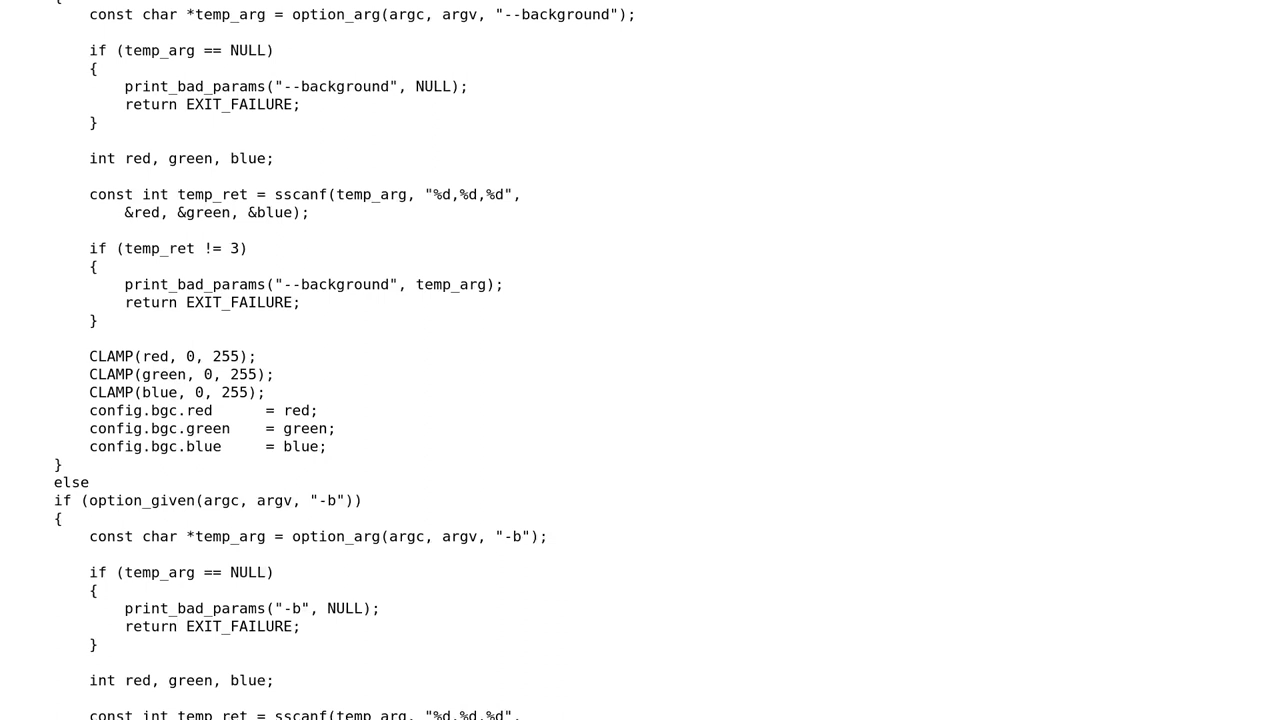 {
    const char *temp_arg = option_arg(argc, argv, "--background");

    if (temp_arg == NULL)
    {
        print_bad_params("--background", NULL);
        return EXIT_FAILURE;
    }

    int red, green, blue;

    const int temp_ret = sscanf(temp_arg, "%d,%d,%d",
        &red, &green, &blue);

    if (temp_ret != 3)
    {
        print_bad_params("--background", temp_arg);
        return EXIT_FAILURE;
    }

    CLAMP(red, 0, 255);
    CLAMP(green, 0, 255);
    CLAMP(blue, 0, 255);
    config.bgc.red      = red;
    config.bgc.green    = green;
    config.bgc.blue     = blue;
}
else
if (option_given(argc, argv, "-b"))
{
    const char *temp_arg = option_arg(argc, argv, "-b");

    if (temp_arg == NULL)
    {
        print_bad_params("-b", NULL);
        return EXIT_FAILURE;
    }

    int red, green, blue;

    const int temp_ret = sscanf(temp_arg, "%d,%d,%d",